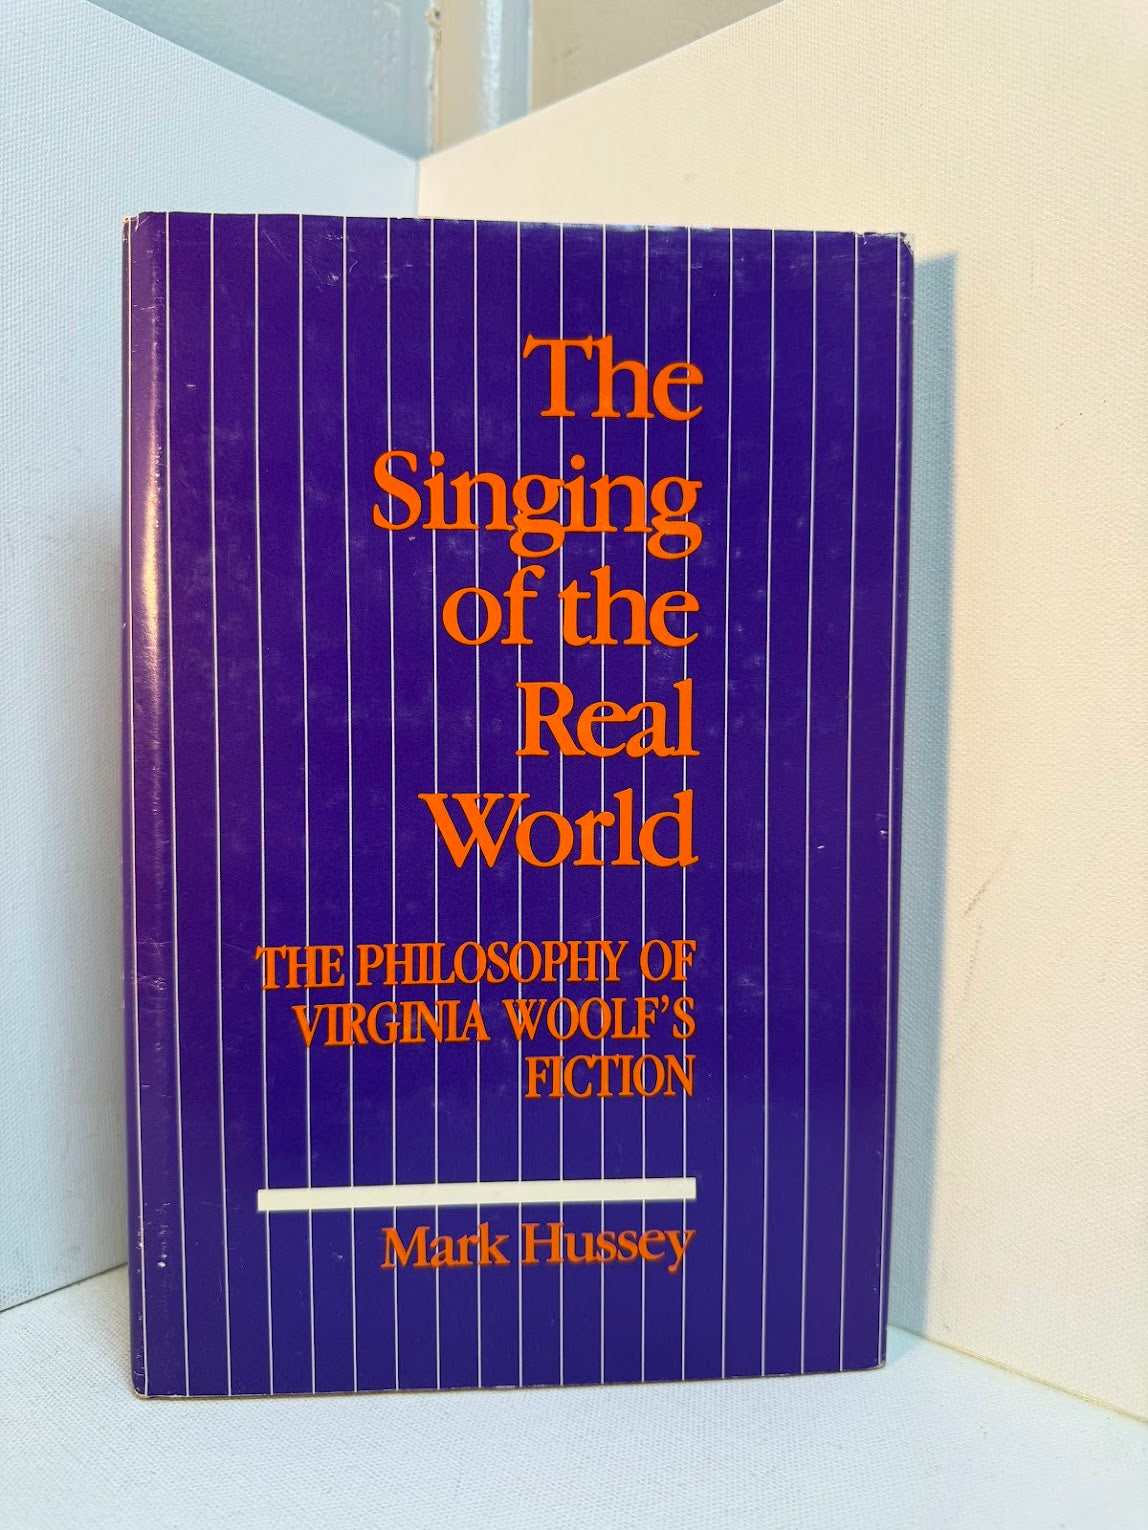 The
Singing
of the
Real
World
THE PHILOSOPHY OF
VIRGINIA WOOLF'S
FICTION
Mark Hussey